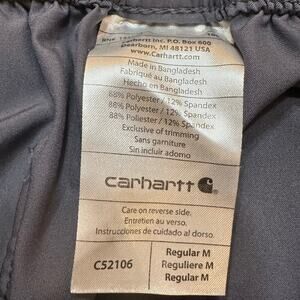 Carhartt Inc. P.O. Box 600
Dearborn, MI 48121 USA
www.Carhartt.com
Made in Bangladesh
Fabriqué au Bangladesh
Hecho en Bangladesh
88% Polyester / 12% Spandex
88% Polyester / 12% Spandex
88% Polyester / 12% Spandex
Exclusive of trimming
Sans garniture
Sin incluir adorno
carhartt
Care on reverse side.
Entretien au verso.
Instrucciones de cuidado al dorso.
C52106
Regular M
Reguliere M
Regular M